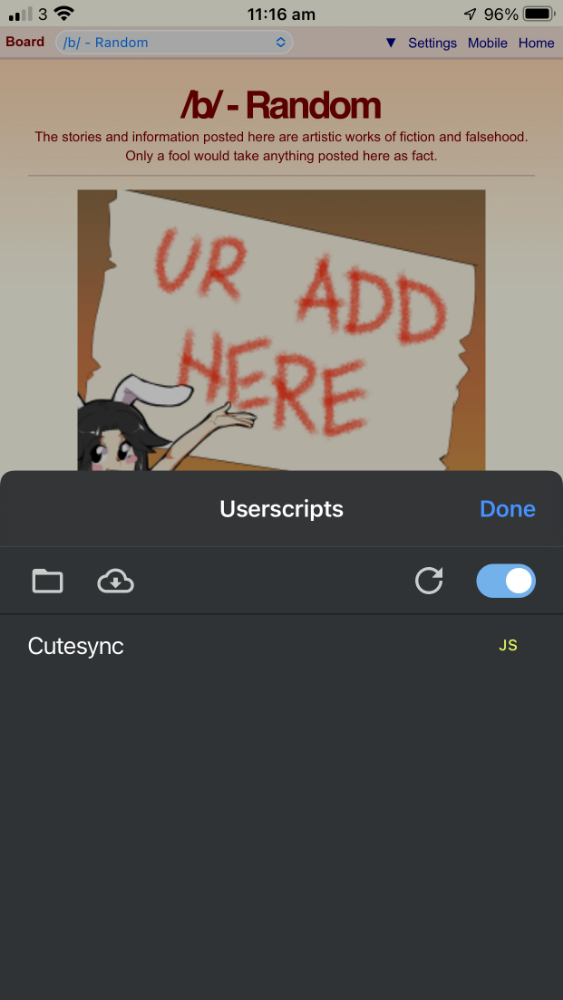 3 11:16 am 96%
Board /b/ - Random ▼ Settings Mobile Home
/b/ - Random
The stories and information posted here are artistic works of fiction and falsehood.
Only a fool would take anything posted here as fact.
UR ADD
HERE
Userscripts Done
Cutesync JS